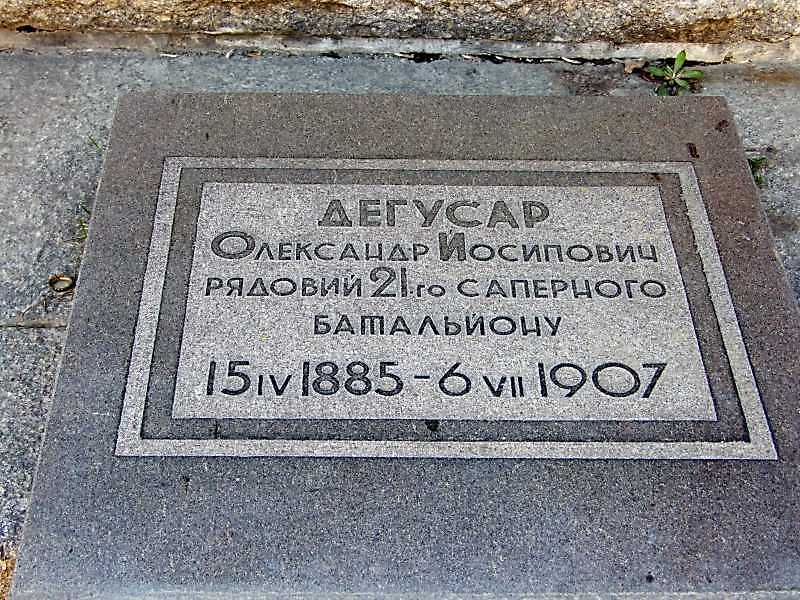 ДЕГУСАР
Олександр Йосипович
рядовий 21-го саперного
батальйону
15 IV 1885 - 6 VII 1907